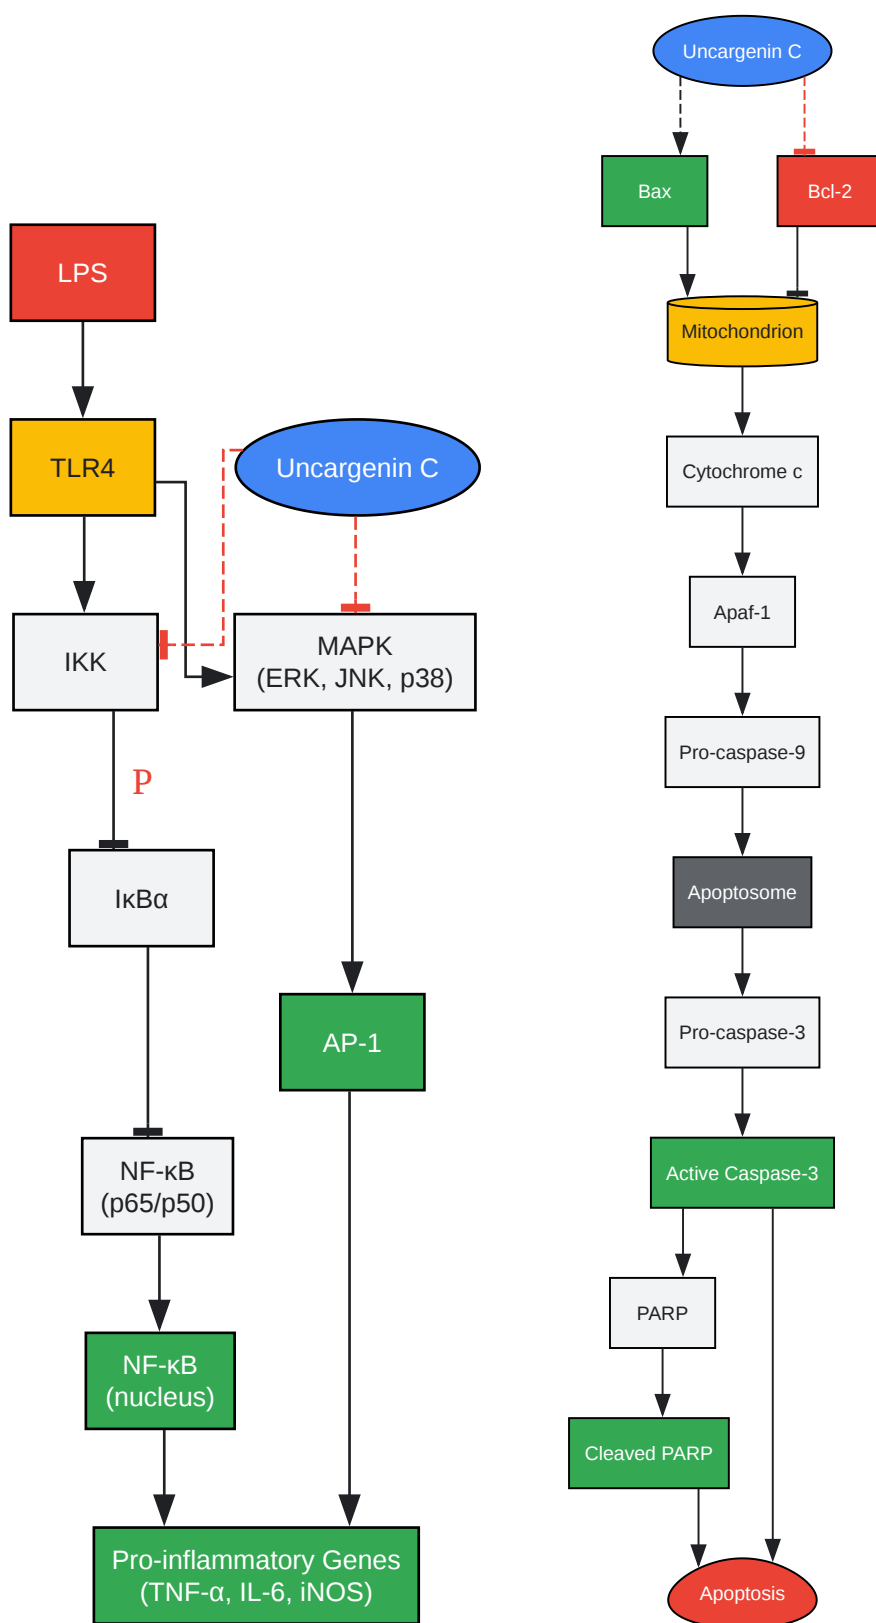 LPS
TLR4
Uncargenin C
IKK
MAPK
(ERK, JNK, p38)
P
IκBα
AP-1
NF-κB
(p65/p50)
NF-κB
(nucleus)
Pro-inflammatory Genes
(TNF-α, IL-6, iNOS)
Uncargenin C
Bax
Bcl-2
Mitochondrion
Cytochrome c
Apaf-1
Pro-caspase-9
Apoptosome
Pro-caspase-3
Active Caspase-3
PARP
Cleaved PARP
Apoptosis